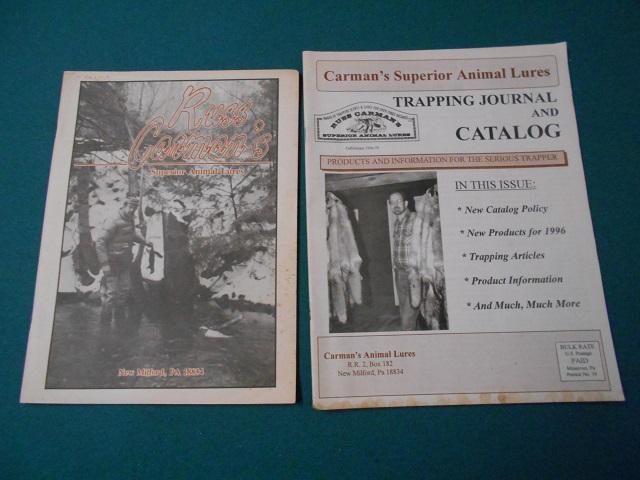 Russ
Carman's
Superior Animal Lures
New Milford, PA 18834
Carman's Superior Animal Lures
TRAPPING JOURNAL
AND
CATALOG
RUSS CARMAN'S
SUPERIOR ANIMAL LURES
PRODUCTS AND INFORMATION FOR THE SERIOUS TRAPPER
IN THIS ISSUE:
* New Catalog Policy
* New Products for 1996
* Trapping Articles
* Product Information
* And Much, Much More
Carman's Animal Lures
R.R. 2, Box 182
New Milford, Pa 18834
BULK RATE
U.S. Postage
PAID